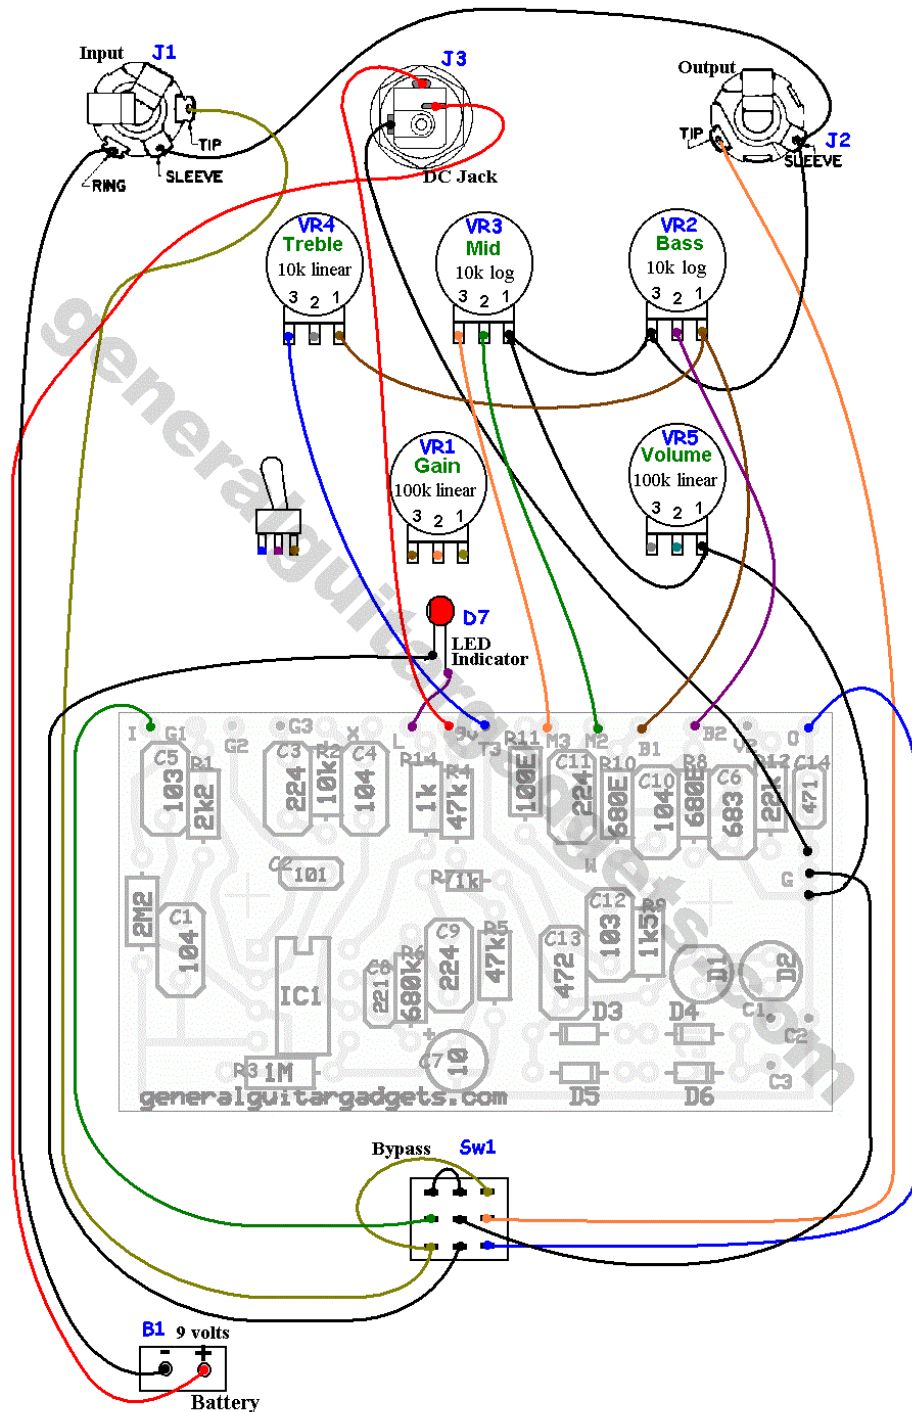 Input J1
TIP
RING
SLEEVE
J3
DC Jack
Output
TIP
J2
SLEEVE
VR4
Treble
10k linear
3 2 1
VR3
Mid
10k log
3 2 1
VR2
Bass
10k log
3 2 1
VR1
Gain
100k linear
3 2 1
VR5
Volume
100k linear
3 2 1
generalguitargadgets.com
D7
LED
Indicator
I G1 G2 G3 X L 9v T3 R11 M3 M2 B1 B2 V2 Q
C5 103
R1 2k2
C3 224
R2 10k
C4 104
R14 1k
R4 47k
100E
C11 224
R10 680E
C10 104
R8 680E
C6 683
R12 22k
C14 471
C2 101
R7 1k
W
G
2M2
C1 104
IC1
C8 221
R6 680k
C9 224
R5 47k
C13 472
C12 103
R9 1k5
D1
D2
C1
C2
C3
R3 1M
+
C7 10
D3
D4
D5
D6
generalguitargadgets.com
Bypass Sw1
B1 9 volts
- +
Battery